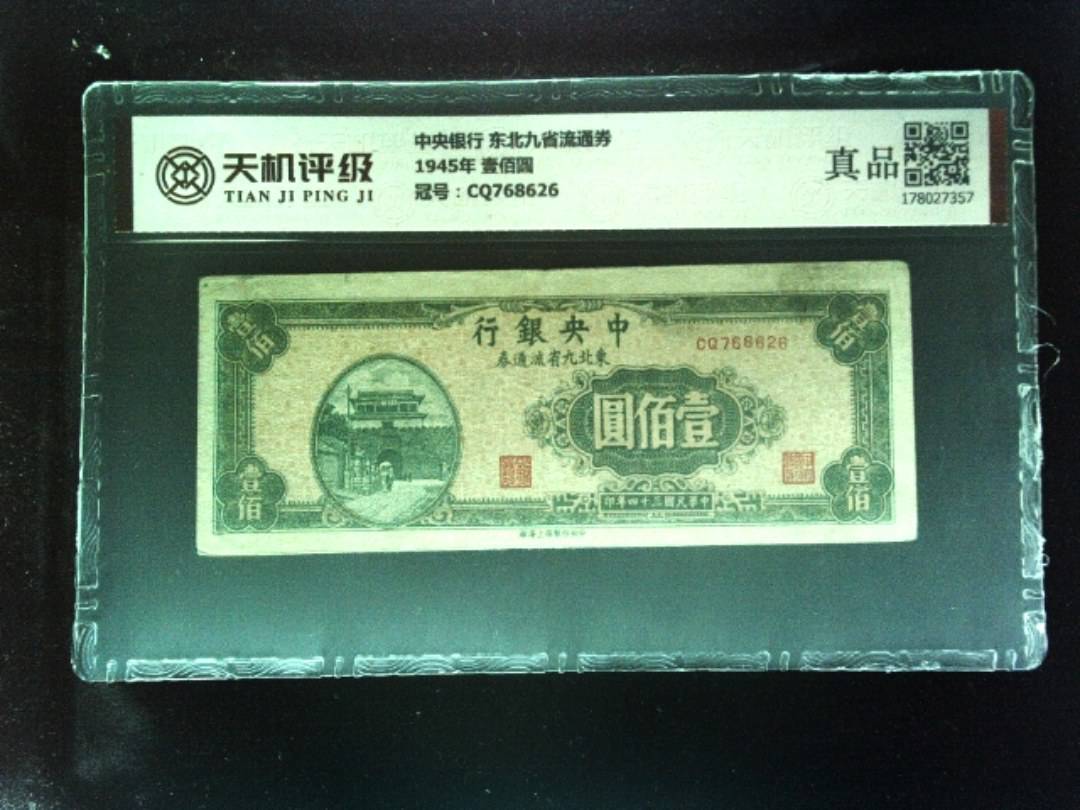 天机评级
TIAN JI PING JI
中央银行 东北九省流通券
1945年 壹佰圆
冠号：CQ768626
真品
178027357
行銀央中
券通流省九北東
CQ768626
圓佰壹
壹佰
壹佰
壹佰
壹佰
印年四十三國民華中